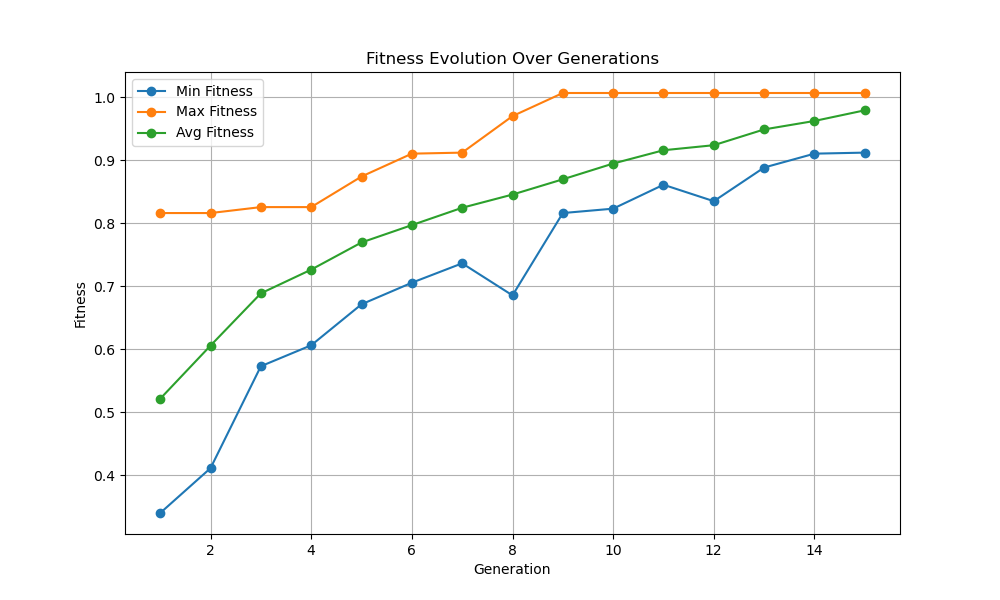 Fitness Evolution Over Generations
Min Fitness
Max Fitness
Avg Fitness
Fitness
1.0
0.9
0.8
0.7
0.6
0.5
0.4
2 4 6 8 10 12 14
Generation